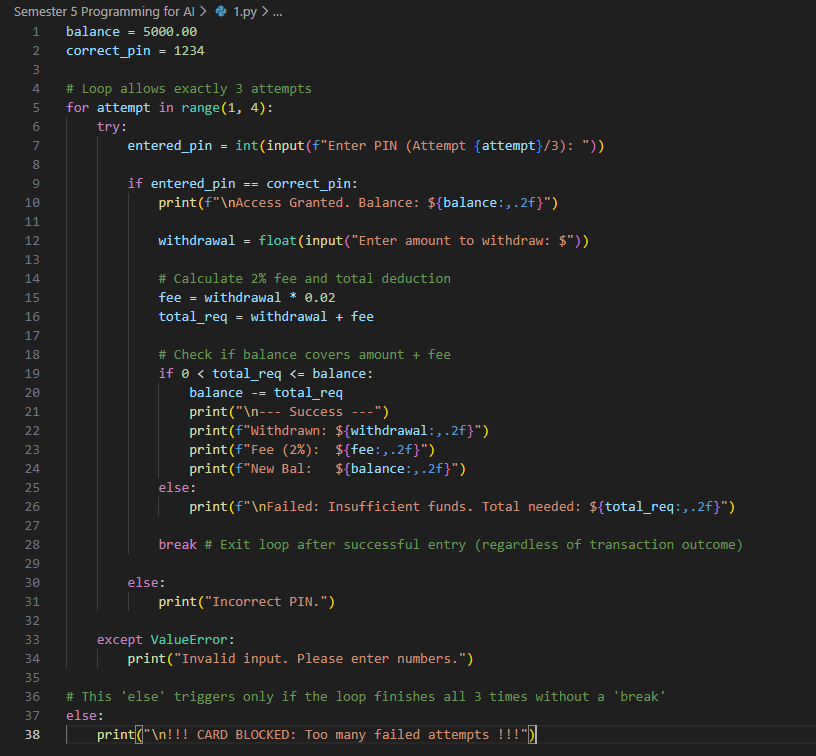 Semester 5 Programming for AI > 1.py > ...
1 balance = 5000.00
2 correct_pin = 1234
3
4 # Loop allows exactly 3 attempts
5 for attempt in range(1, 4):
6     try:
7         entered_pin = int(input(f"Enter PIN (Attempt {attempt}/3): "))
8
9         if entered_pin == correct_pin:
10             print(f"\nAccess Granted. Balance: ${balance:,.2f}")
11
12             withdrawal = float(input("Enter amount to withdraw: $"))
13
14             # Calculate 2% fee and total deduction
15             fee = withdrawal * 0.02
16             total_req = withdrawal + fee
17
18             # Check if balance covers amount + fee
19             if 0 < total_req <= balance:
20                 balance -= total_req
21                 print("\n--- Success ---")
22                 print(f"Withdrawn: ${withdrawal:,.2f}")
23                 print(f"Fee (2%):  ${fee:,.2f}")
24                 print(f"New Bal:   ${balance:,.2f}")
25             else:
26                 print(f"\nFailed: Insufficient funds. Total needed: ${total_req:,.2f}")
27
28             break # Exit loop after successful entry (regardless of transaction outcome)
29
30         else:
31             print("Incorrect PIN.")
32
33     except ValueError:
34         print("Invalid input. Please enter numbers.")
35
36 # This 'else' triggers only if the loop finishes all 3 times without a 'break'
37 else:
38     print("\n!!! CARD BLOCKED: Too many failed attempts !!!")